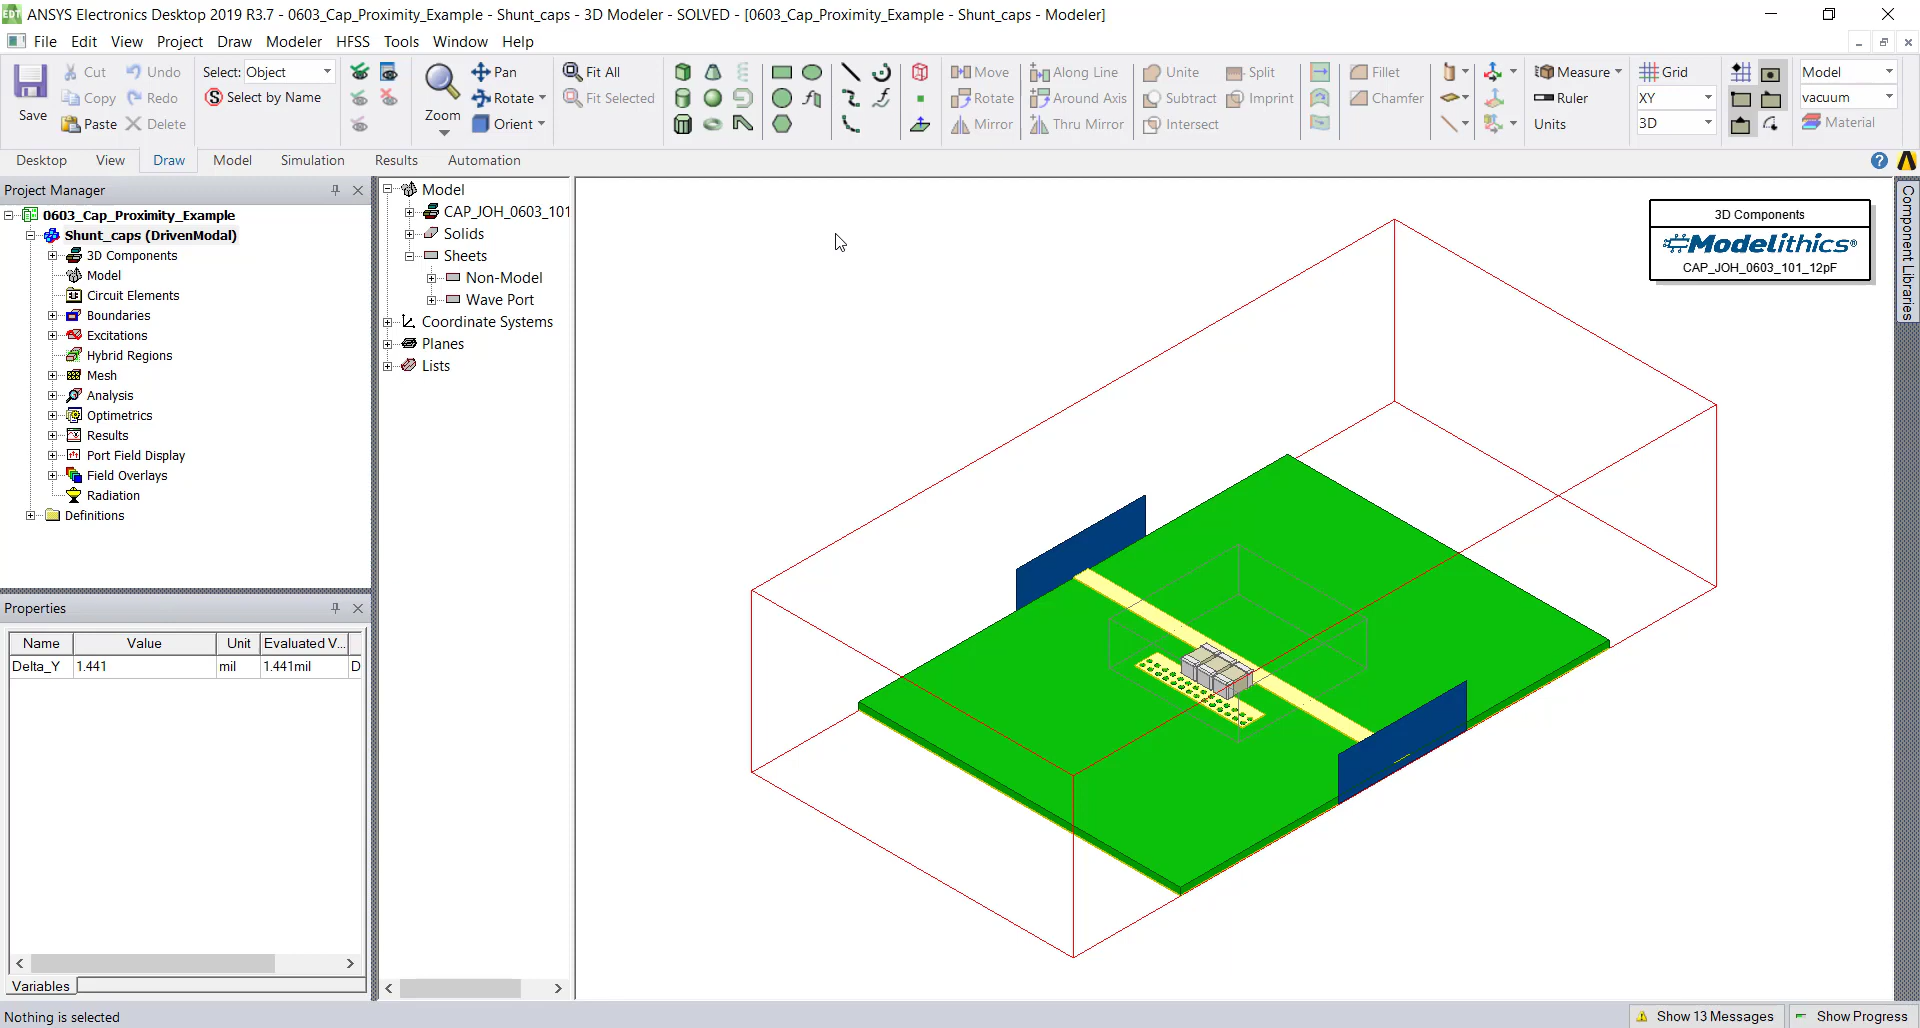 ANSYS Electronics Desktop 2019 R3.7 - 0603_Cap_Proximity_Example - Shunt_caps - 3D Modeler - SOLVED - [0603_Cap_Proximity_Example - Shunt_caps - Modeler]
File Edit View Project Draw Modeler HFSS Tools Window Help
Cut Undo Select: Object Pan Fit All Move Along Line Unite Split Fillet Measure Grid Model
Copy Redo Select by Name Rotate Fit Selected Rotate Around Axis Subtract Imprint Chamfer Ruler XY vacuum
Save Paste Delete Zoom Orient Mirror Thru Mirror Intersect Units 3D Material
Desktop View Draw Model Simulation Results Automation
Project Manager
0603_Cap_Proximity_Example
Shunt_caps (DrivenModal)
3D Components
Model
Circuit Elements
Boundaries
Excitations
Hybrid Regions
Mesh
Analysis
Optimetrics
Results
Port Field Display
Field Overlays
Radiation
Definitions
Properties
Name Value Unit Evaluated V...
Delta_Y 1.441 mil 1.441mil D
Variables
Model
CAP_JOH_0603_101
Solids
Sheets
Non-Model
Wave Port
Coordinate Systems
Planes
Lists
3D Components
Modelithics®
CAP_JOH_0603_101_12pF
Component Libraries
Nothing is selected
Show 13 Messages
Show Progress